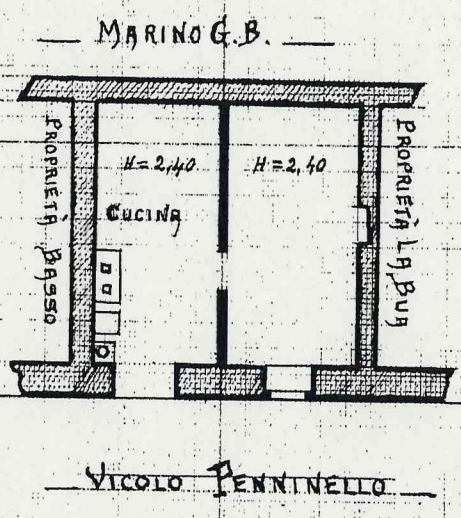 MARINO G.B.
PROPRIETÀ BASSO
H = 2,40
H = 2,40
CUCINA
PROPRIETÀ LA BUA
VICOLO PENNINELLO